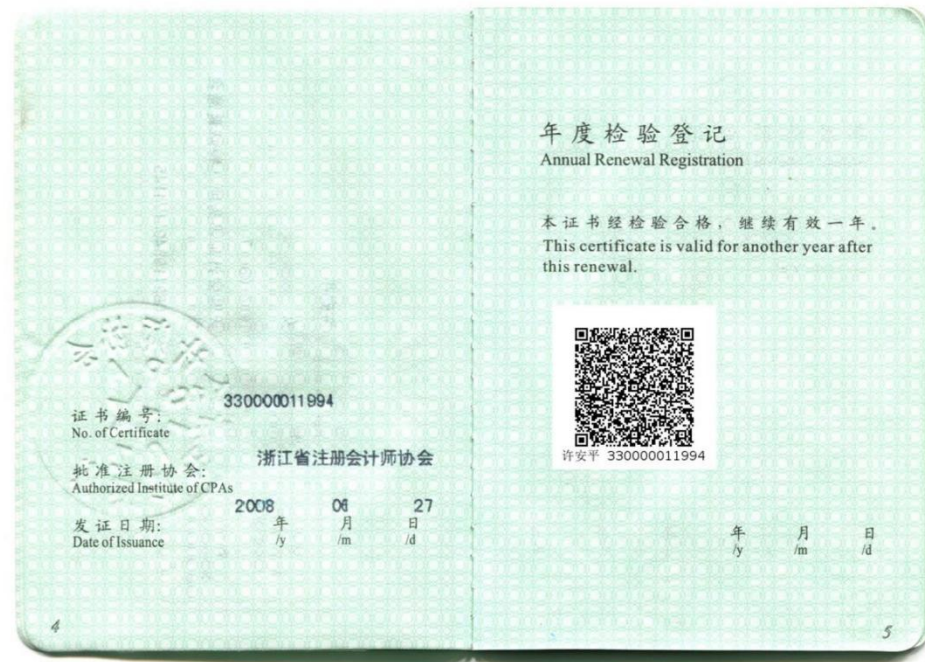 330000011994
证书编号:
No. of Certificate
浙江省注册会计师协会
批准注册协会:
Authorized Institute of CPAs
2008 06 27
发证日期: 年 月 日
Date of Issuance /y /m /d
4
年度检验登记
Annual Renewal Registration
本证书经检验合格，继续有效一年。
This certificate is valid for another year after
this renewal.
许安平 330000011994
年 月 日
/y /m /d
5